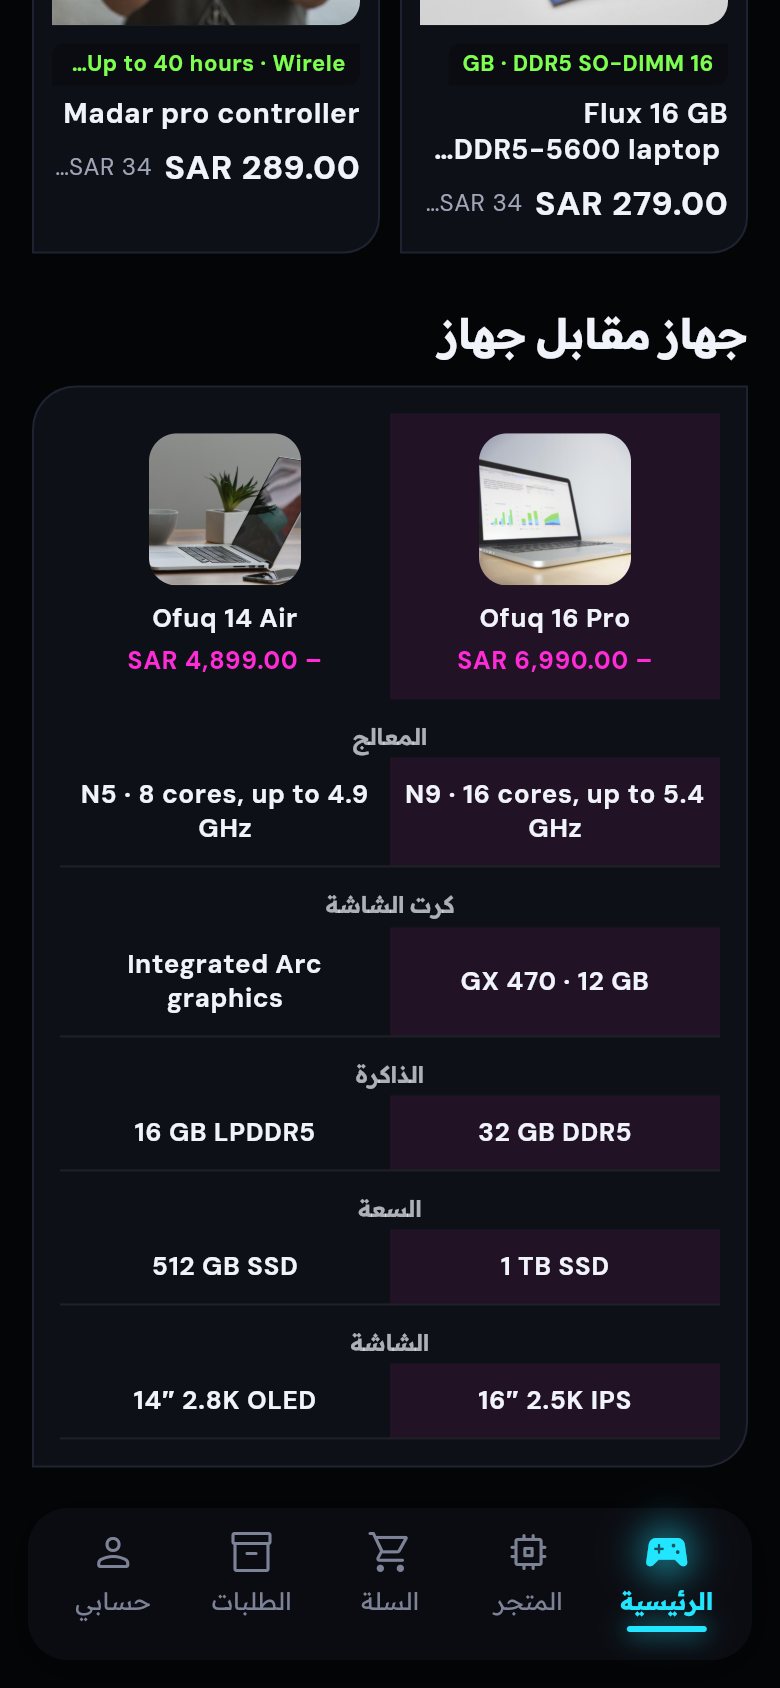 GB · DDR5 SO-DIMM 16
Flux 16 GB
DDR5-5600 laptop…
SAR 279.00 SAR 34…
Up to 40 hours · Wirele…
Madar pro controller
SAR 289.00 SAR 34…
جهاز مقابل جهاز
Ofuq 16 Pro
SAR 6,990.00 –
Ofuq 14 Air
SAR 4,899.00 –
المعالج
N9 · 16 cores, up to 5.4
GHz
N5 · 8 cores, up to 4.9
GHz
كرت الشاشة
GX 470 · 12 GB
Integrated Arc
graphics
الذاكرة
32 GB DDR5
16 GB LPDDR5
السعة
1 TB SSD
512 GB SSD
الشاشة
16″ 2.5K IPS
14″ 2.8K OLED
الرئيسية
المتجر
السلة
الطلبات
حسابي